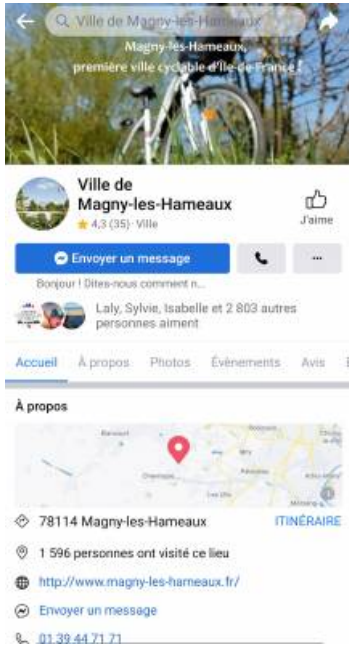 Ville de Magny-les-Hameaux
Magny-les-Hameaux,
première ville cyclable d'Ile-de-France !
Ville de
Magny-les-Hameaux
4,3 (35) · Ville
J'aime
Envoyer un message
Bonjour ! Dites-nous comment n...
Laly, Sylvie, Isabelle et 2 803 autres
personnes aiment
Accueil À propos Photos Évènements Avis
À propos
78114 Magny-les-Hameaux ITINÉRAIRE
1 596 personnes ont visité ce lieu
http://www.magny-les-hameaux.fr/
Envoyer un message
01 39 44 71 71